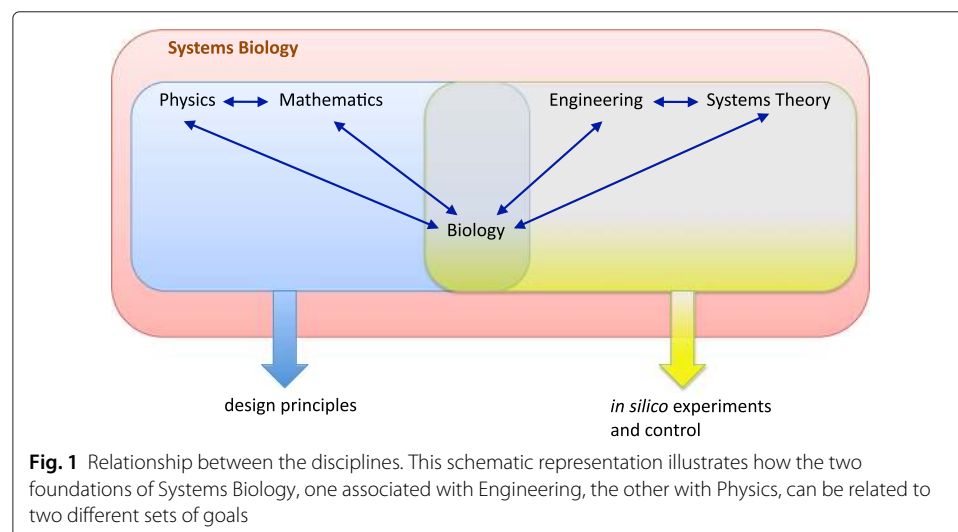 Systems Biology
Physics Mathematics Engineering Systems Theory
Biology
design principles
in silico experiments
and control
Fig. 1 Relationship between the disciplines. This schematic representation illustrates how the two
foundations of Systems Biology, one associated with Engineering, the other with Physics, can be related to
two different sets of goals